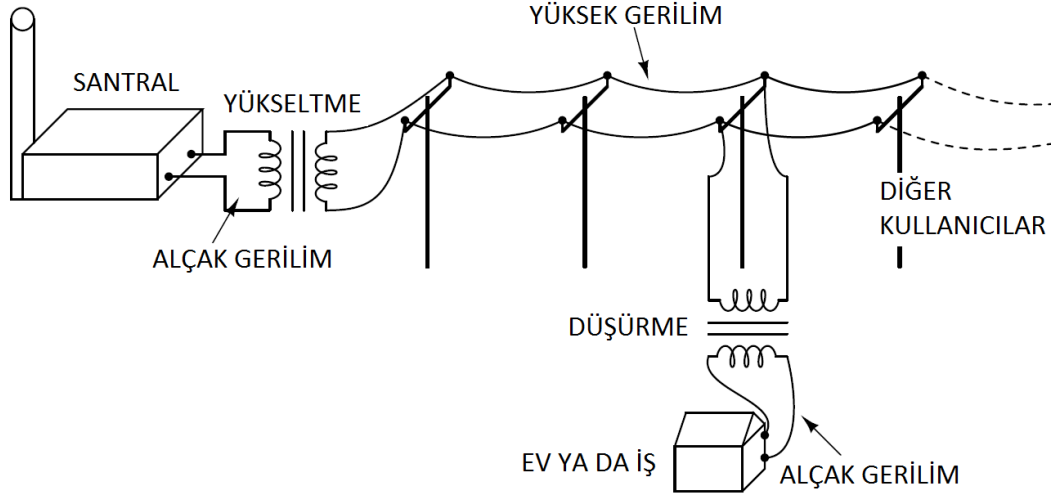 YÜKSEK GERİLİM
SANTRAL
YÜKSELTME
DİĞER
KULLANICILAR
ALÇAK GERİLİM
DÜŞÜRME
EV YA DA İŞ
ALÇAK GERİLİM